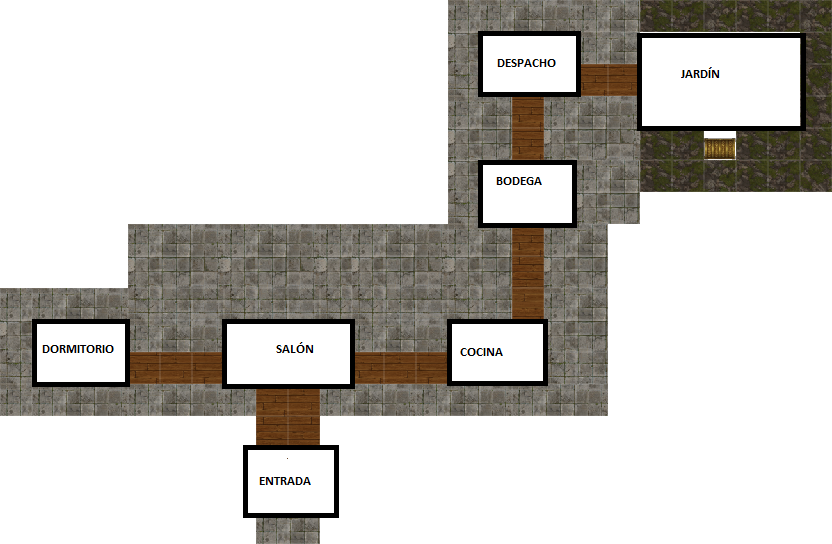 DESPACHO
JARDÍN
BODEGA
DORMITORIO
SALÓN
COCINA
ENTRADA